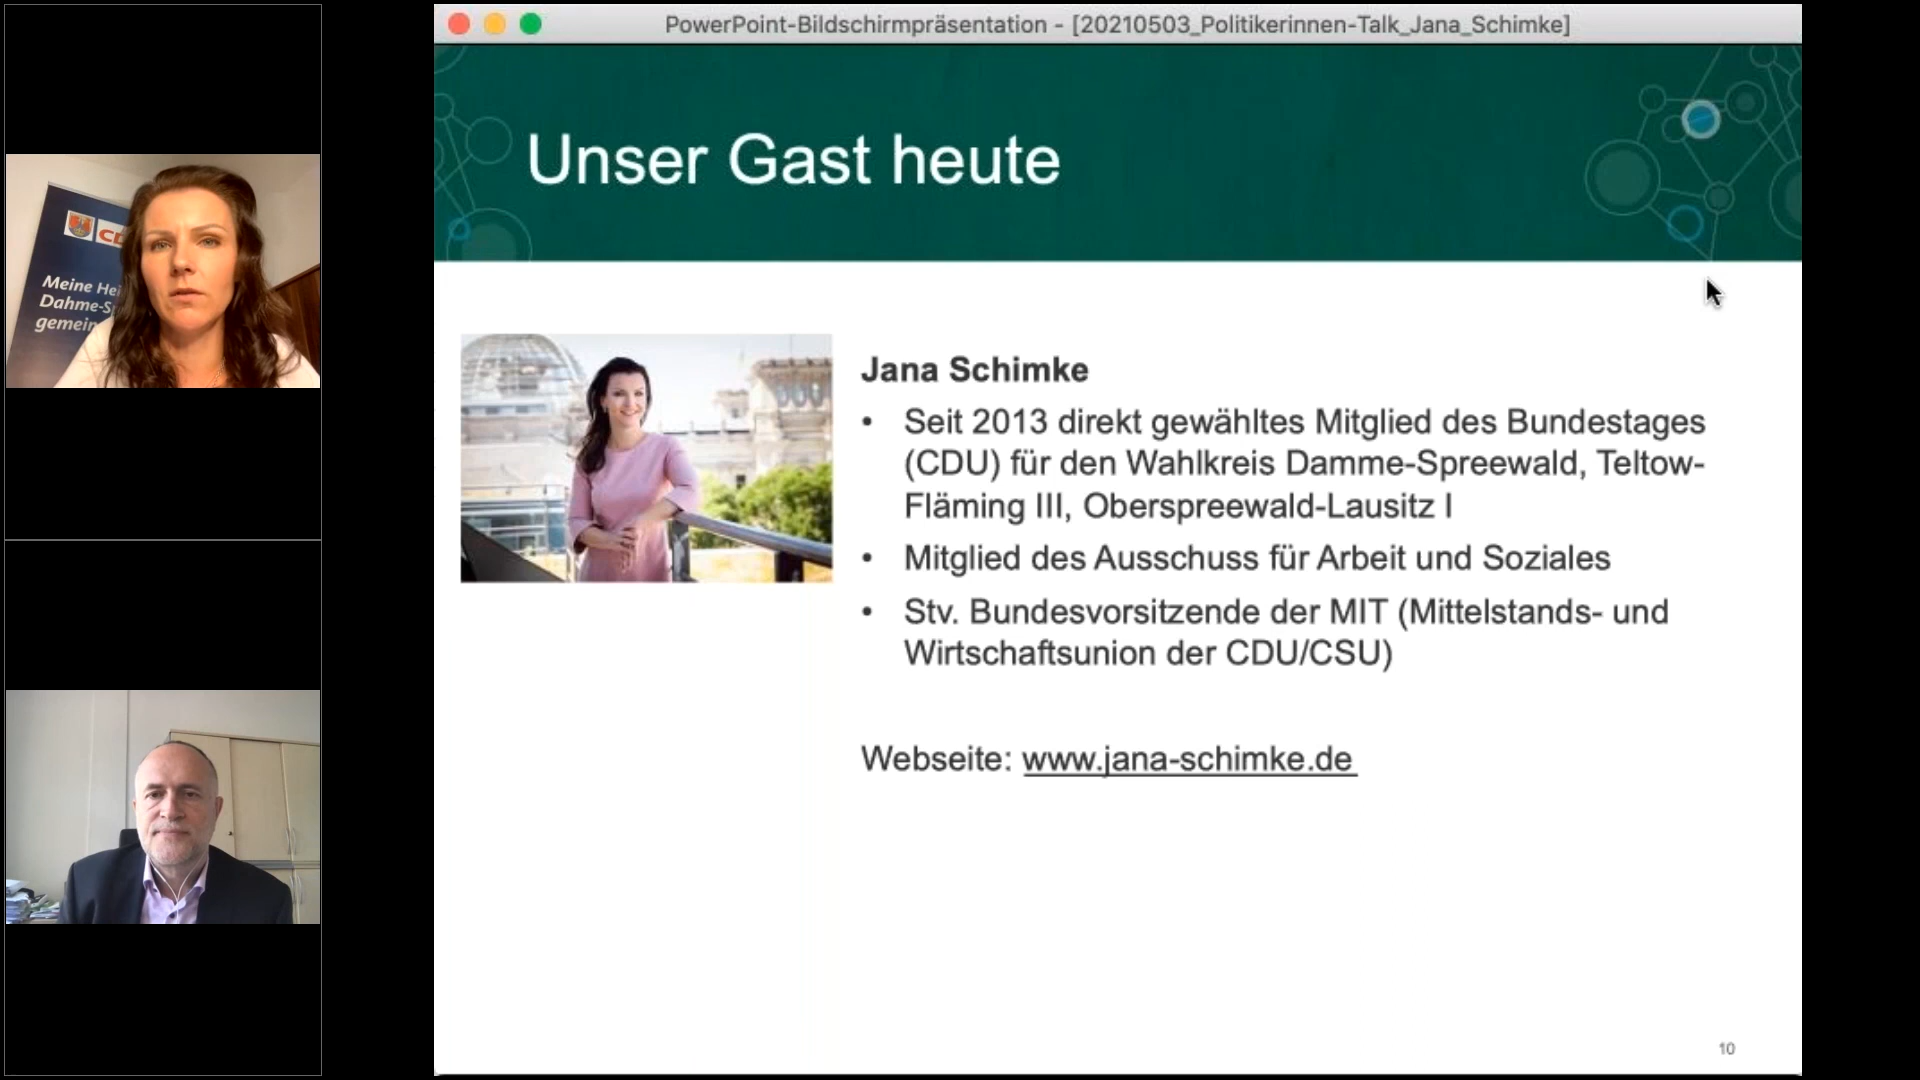 PowerPoint-Bildschirmpräsentation - [20210503_Politikerinnen-Talk_Jana_Schimke]
Unser Gast heute
Jana Schimke
• Seit 2013 direkt gewähltes Mitglied des Bundestages
(CDU) für den Wahlkreis Damme-Spreewald, Teltow-
Fläming III, Oberspreewald-Lausitz I
• Mitglied des Ausschuss für Arbeit und Soziales
• Stv. Bundesvorsitzende der MIT (Mittelstands- und
Wirtschaftsunion der CDU/CSU)
Webseite: www.jana-schimke.de
10
Meine
gemein